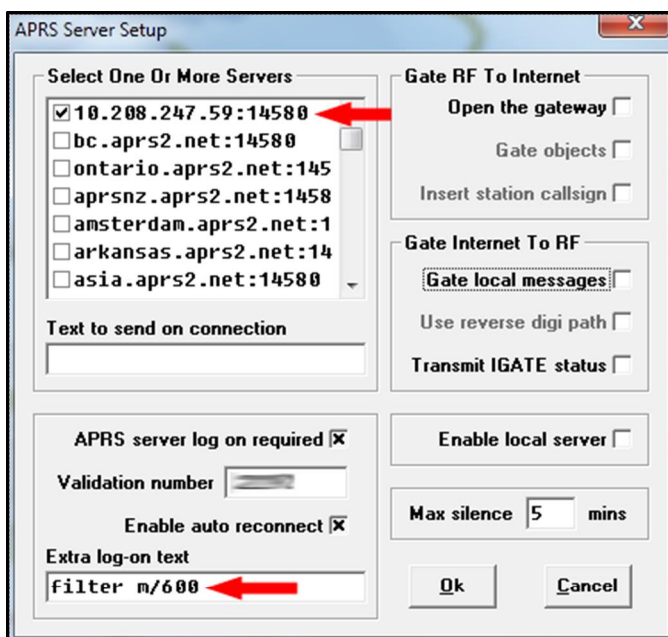 APRS Server Setup
Select One Or More Servers
10.208.247.59:14580
bc.aprs2.net:14580
ontario.aprs2.net:145
aprsnz.aprs2.net:1458
amsterdam.aprs2.net:1
arkansas.aprs2.net:14
asia.aprs2.net:14580
Text to send on connection
APRS server log on required
Validation number
Enable auto reconnect
Extra log-on text
filter m/600
Gate RF To Internet
Open the gateway
Gate objects
Insert station callsign
Gate Internet To RF
Gate local messages
Use reverse digi path
Transmit IGATE status
Enable local server
Max silence 5 mins
Ok
Cancel